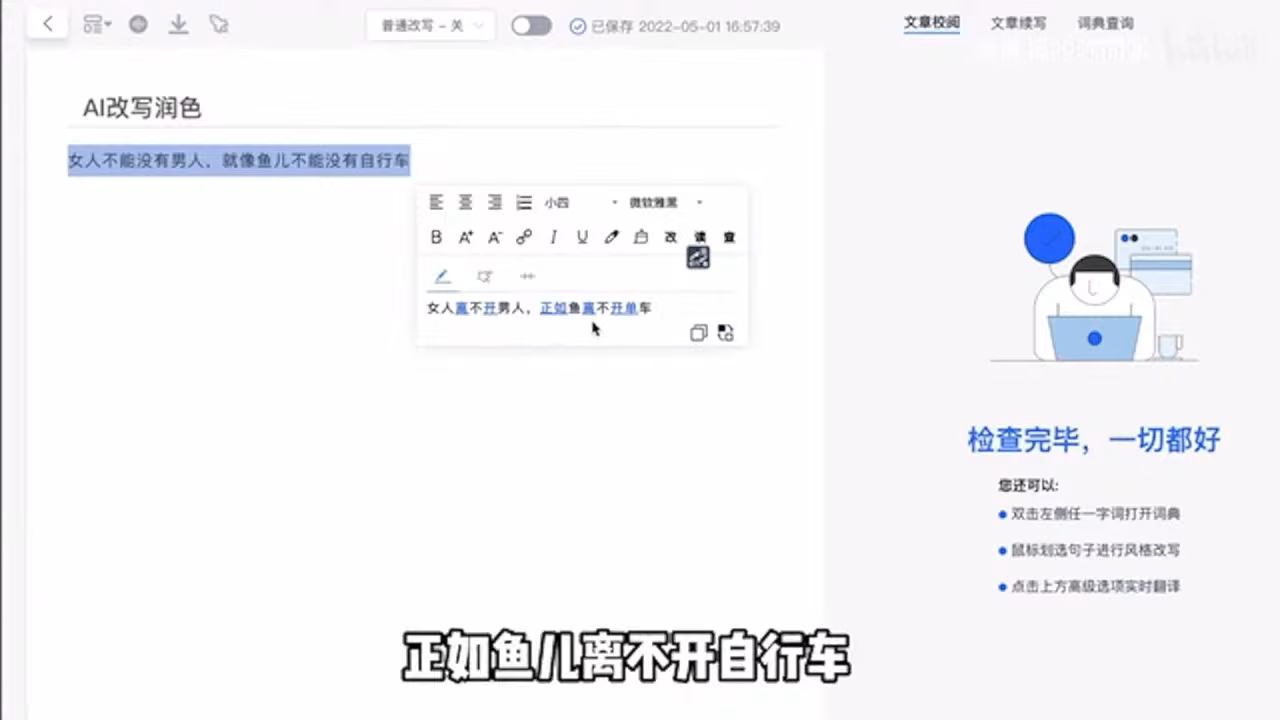 普通改写 - 关
已保存 2022-05-01 16:57:39
文章校阅 文章续写 词典查询
AI改写润色
女人不能没有男人，就像鱼儿不能没有自行车
小四 微软雅黑
B A+ A- I U 改 读 查
女人离不开男人，正如鱼离不开单车
检查完毕，一切都好
您还可以:
双击左侧任一字词打开词典
鼠标划选句子进行风格改写
点击上方高级选项实时翻译
正如鱼儿离不开自行车